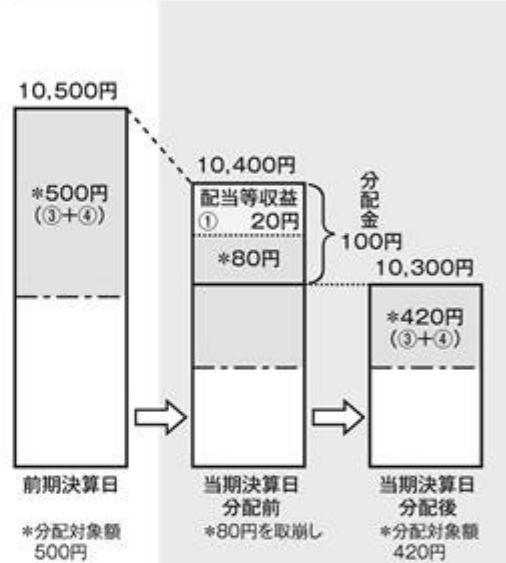 10,500円
*500円
(③+④)
前期決算日
*分配対象額
500円
10,400円
配当等収益
① 20円
*80円
分配金
100円
当期決算日
分配前
*80円を取崩し
10,300円
*420円
(③+④)
当期決算日
分配後
*分配対象額
420円